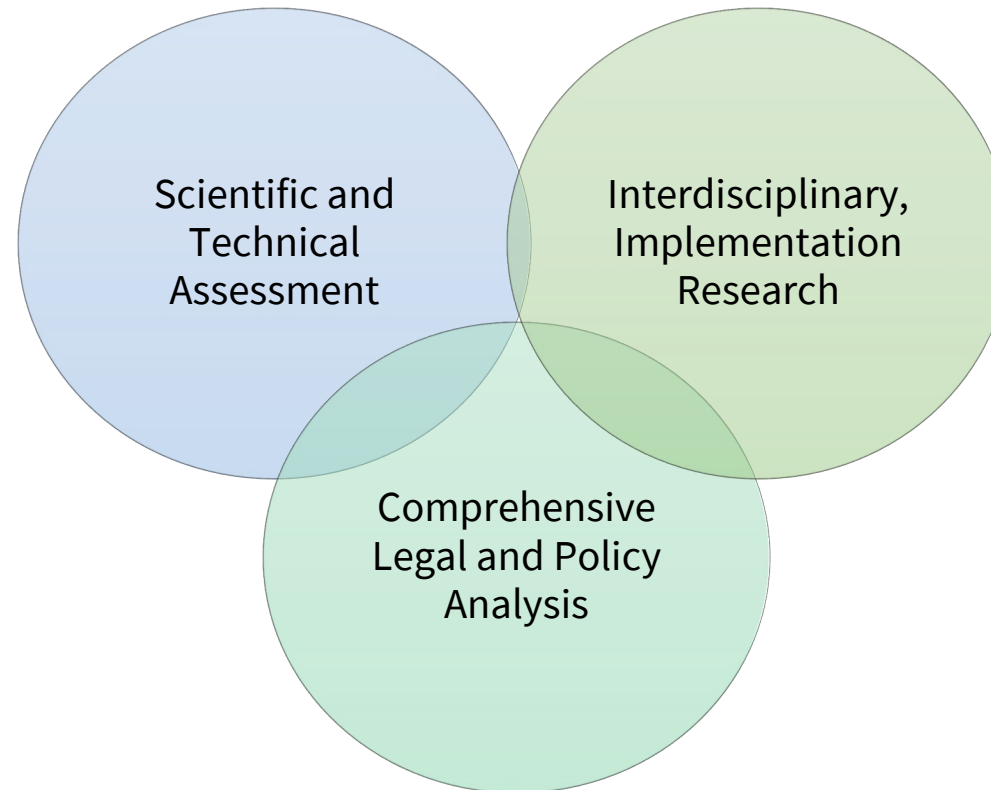 Scientific and
Technical
Assessment
Interdisciplinary,
Implementation
Research
Comprehensive
Legal and Policy
Analysis